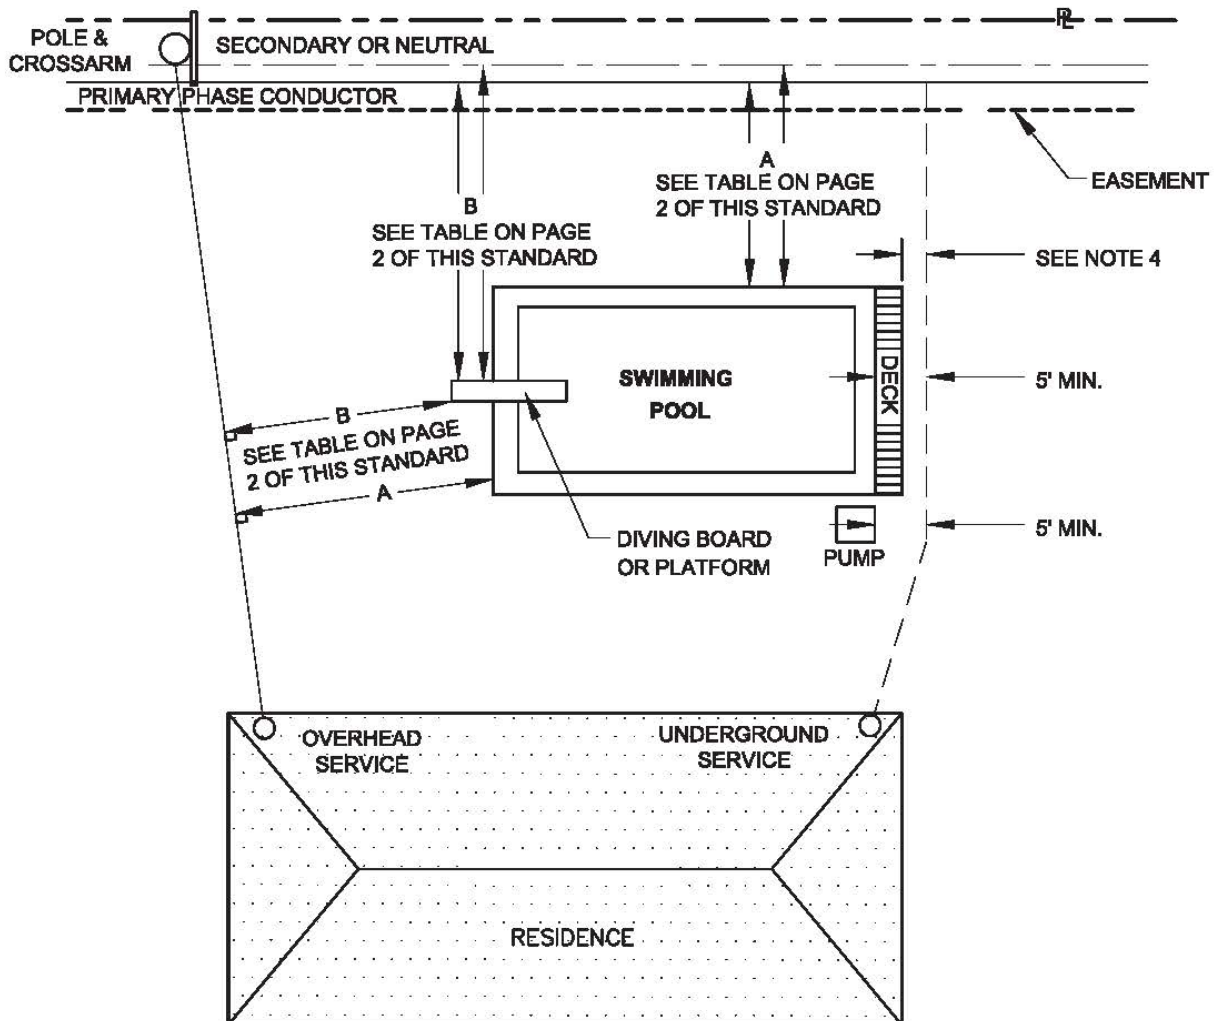 PL
POLE &
CROSSARM
SECONDARY OR NEUTRAL
PRIMARY PHASE CONDUCTOR
A
SEE TABLE ON PAGE
2 OF THIS STANDARD
EASEMENT
B
SEE TABLE ON PAGE
2 OF THIS STANDARD
SEE NOTE 4
SWIMMING
POOL
DECK
5' MIN.
B
SEE TABLE ON PAGE
2 OF THIS STANDARD
A
DIVING BOARD
OR PLATFORM
PUMP
5' MIN.
OVERHEAD
SERVICE
UNDERGROUND
SERVICE
RESIDENCE